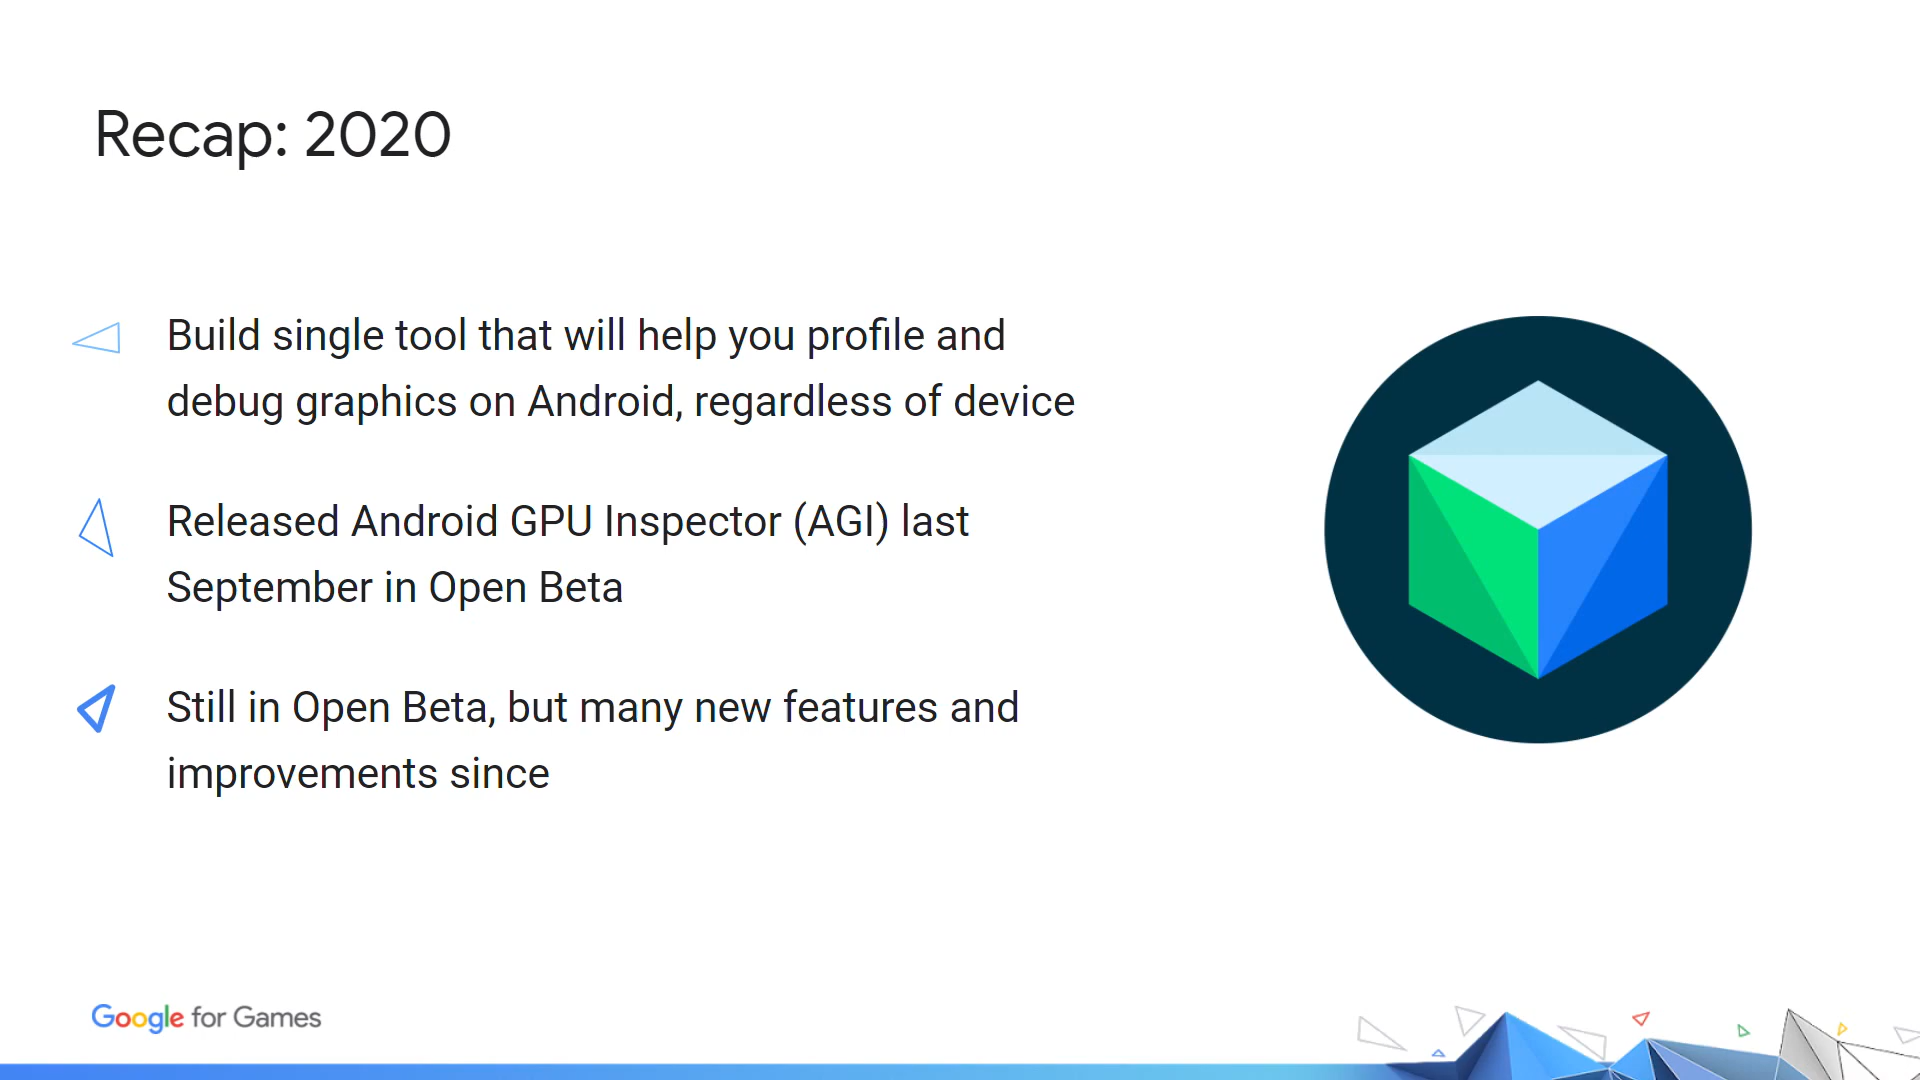 Recap: 2020
Build single tool that will help you profile and
debug graphics on Android, regardless of device
Released Android GPU Inspector (AGI) last
September in Open Beta
Still in Open Beta, but many new features and
improvements since
Google for Games